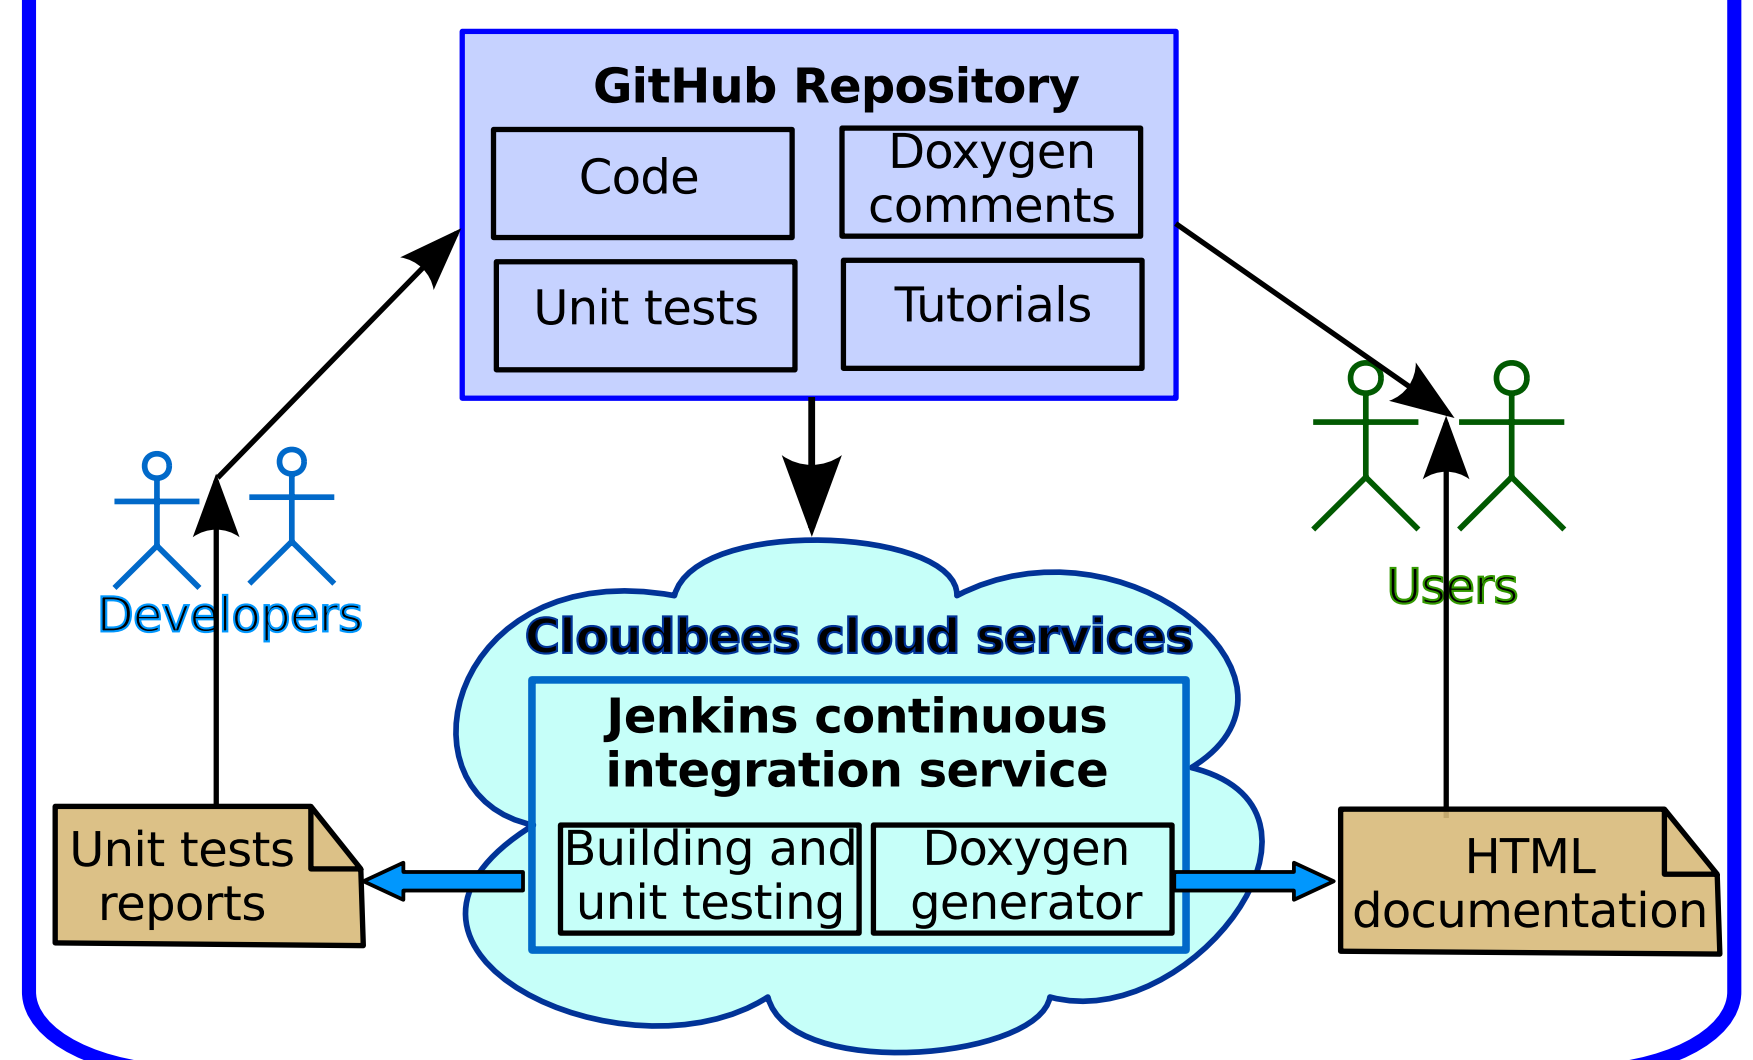 GitHub Repository
Code
Doxygen
comments
Unit tests
Tutorials
Developers
Users
Cloudbees cloud services
Jenkins continuous
integration service
Building and
unit testing
Doxygen
generator
Unit tests
reports
HTML
documentation